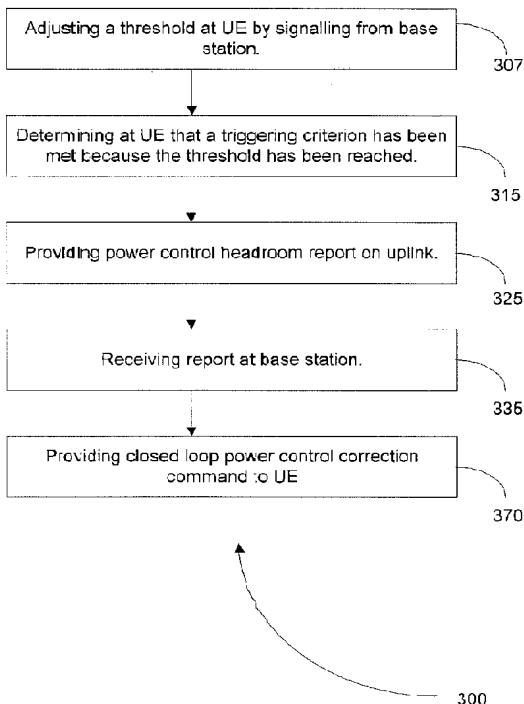 Adjusting a threshold at UE by signalling from base
station.
307
Determining at UE that a triggering criterion has been
met because the threshold has been reached.
315
Providing power control headroom report on uplink.
325
Receiving report at base station.
335
Providing closed loop power control correction
command to UE
370
300